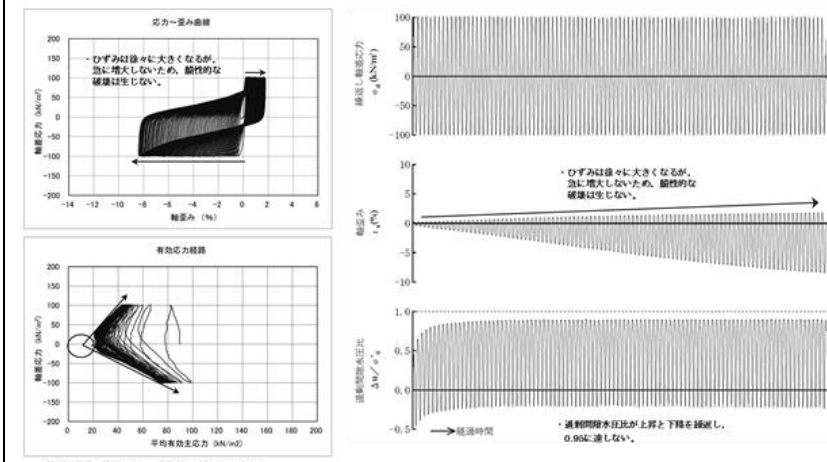 応力～歪み曲線
・ひずみは徐々に大きくなるが、
急に増大しないため、脆性的な
破壊は生じない。
軸差応力 (kN/m²)
200
150
100
50
0
-50
100
150
200
-14 -12 -10 -8 -6 -4 -2 0 2 4 6
軸歪み (%)
有効応力経路
軸差応力 (kN/m²)
200
150
100
50
0
-50
-100
-150
-200
0 20 40 60 80 100 120 140 160 180 200
平均有効主応力 (kN/m2)
繰返し軸差応力
σd(kN/m²)
100
50
0
-50
-100
軸歪み
εa(%)
10
5
0
-5
-10
・ひずみは徐々に大きくなるが、
急に増大しないため、脆性的な
破壊は生じない。
過剰間隙水圧比
Δu/σ'0
1.0
0.5
0.0
-0.5
経過時間
・過剰間隙水圧比が上昇と下降を繰返し、
0.95に達しない。